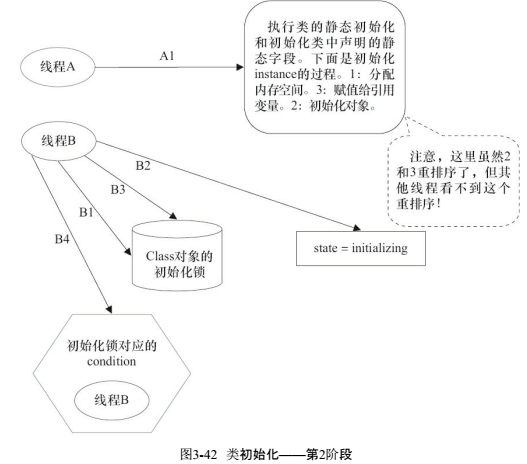 线程A
A1
执行类的静态初始化
和初始化类中声明的静
态字段。下面是初始化
instance的过程。1：分配
内存空间。3：赋值给引用
变量。2：初始化对象。
注意，这里虽然2
和3重排序了，但其
他线程看不到这个
重排序！
线程B
B2
B3
B1
B4
Class对象的
初始化锁
state = initializing
初始化锁对应的
condition
线程B
图3-42 类初始化——第2阶段